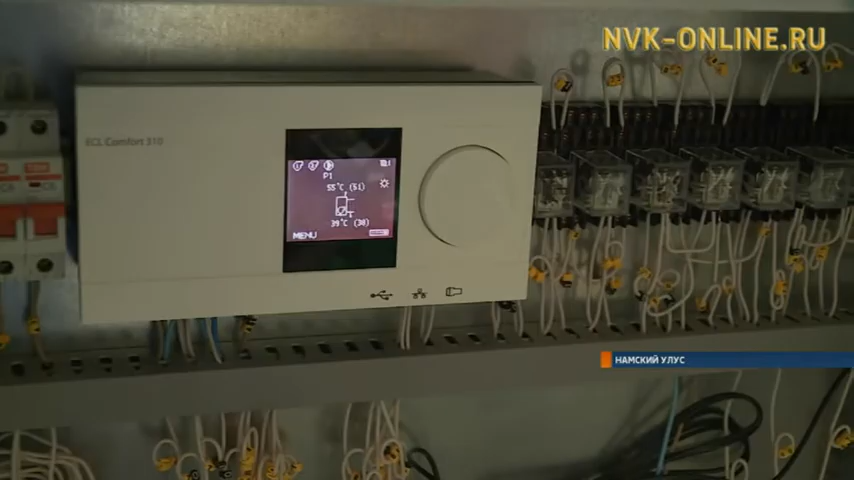 NVK-ONLINE.RU
ECL Comfort 310
P1
55°C (51)
39°C (38)
MENU
НАМСКИЙ УЛУС